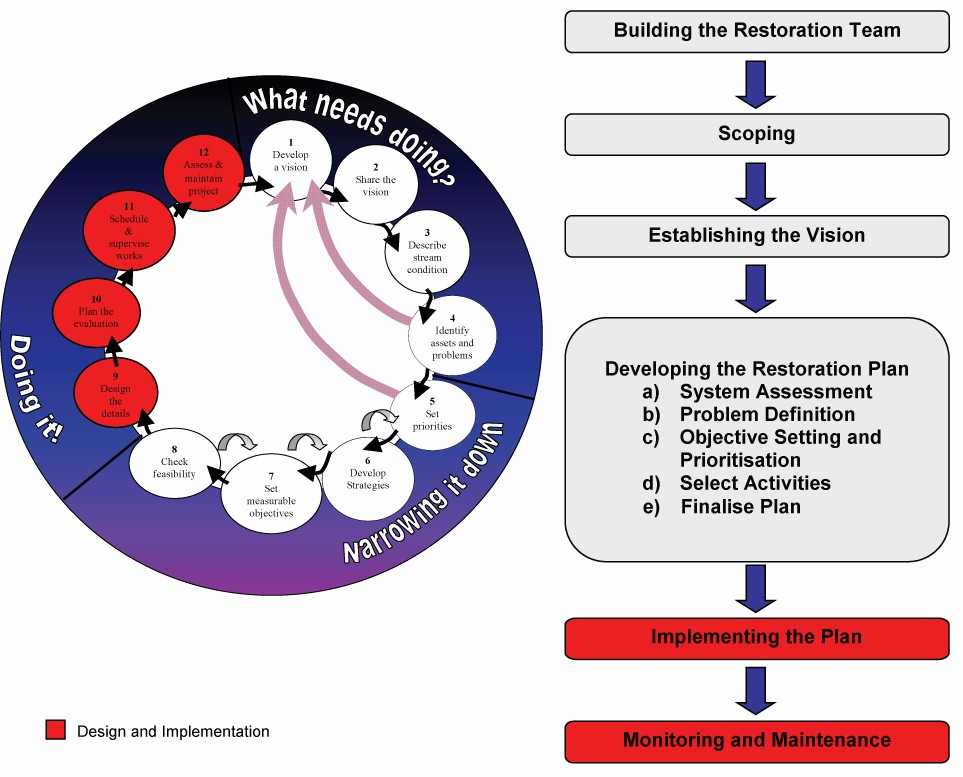 What needs doing?
1
Develop
a vision
2
Share the
vision
3
Describe
stream
condition
4
Identify
assets and
problems
5
Set
priorities
Narrowing it down
6
Develop
Strategies
7
Set
measurable
objectives
8
Check
feasibility
Doing it!
9
Design
the
details
10
Plan the
evaluation
11
Schedule
&
supervise
works
12
Assess &
maintain
project
Design and Implementation
Building the Restoration Team
Scoping
Establishing the Vision
Developing the Restoration Plan
a) System Assessment
b) Problem Definition
c) Objective Setting and
Prioritisation
d) Select Activities
e) Finalise Plan
Implementing the Plan
Monitoring and Maintenance